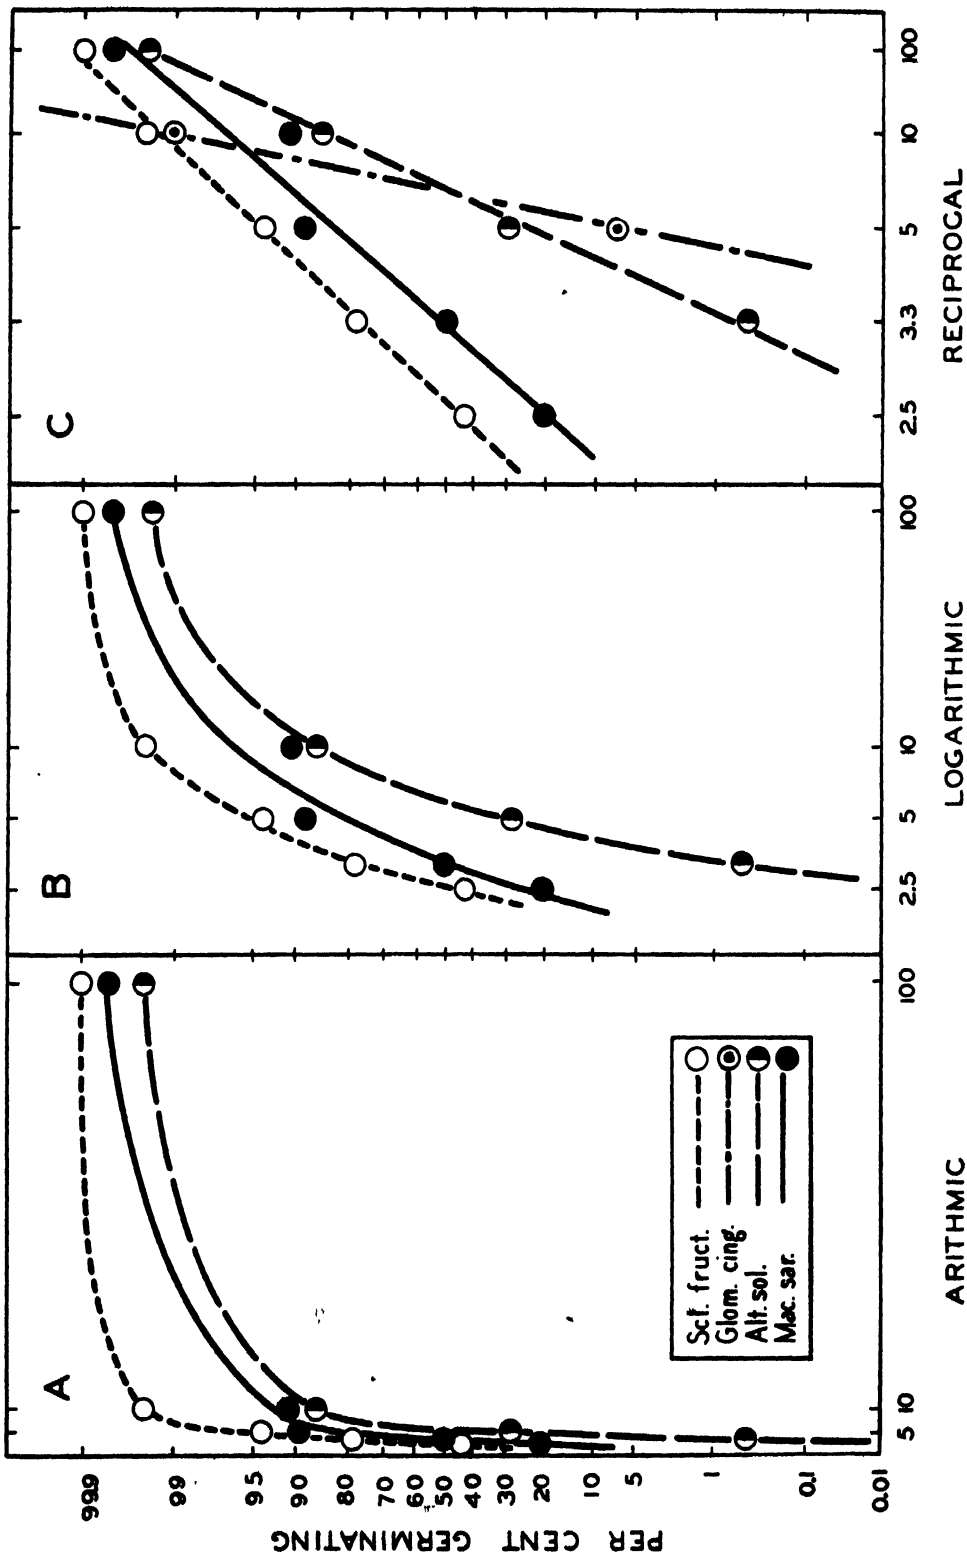 A
B
C
PER CENT GERMINATING
99.9
99
95
90
80
60
50
40
30
20
10
5
1
0.1
0.01
5 10 100
ARITHMIC
2.5 5 10 100
LOGARITHMIC
2.5 3.3 5 10 100
RECIPROCAL
Scl. fruct.
Glom. cing.
Alt. sol.
Mac. sar.